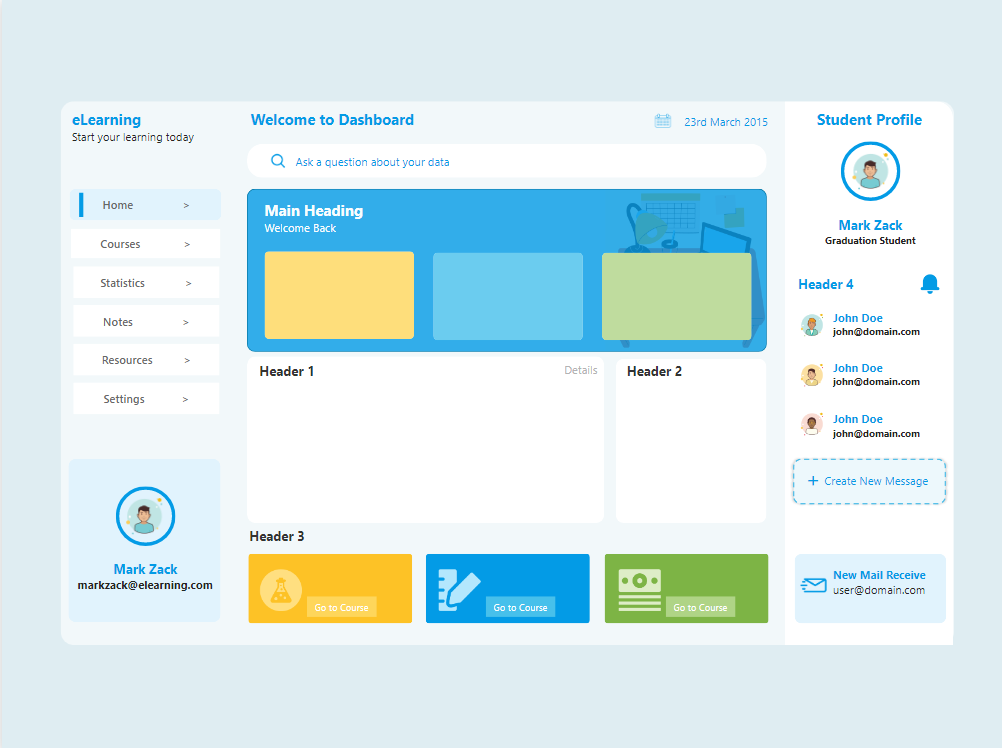 eLearning
Start your learning today
Home >
Courses >
Statistics >
Notes >
Resources >
Settings >
Mark Zack
markzack@elearning.com
Welcome to Dashboard
23rd March 2015
Ask a question about your data
Main Heading
Welcome Back
Header 1
Details
Header 2
Header 3
Go to Course
Go to Course
Go to Course
Student Profile
Mark Zack
Graduation Student
Header 4
John Doe
john@domain.com
John Doe
john@domain.com
John Doe
john@domain.com
+ Create New Message
New Mail Receive
user@domain.com